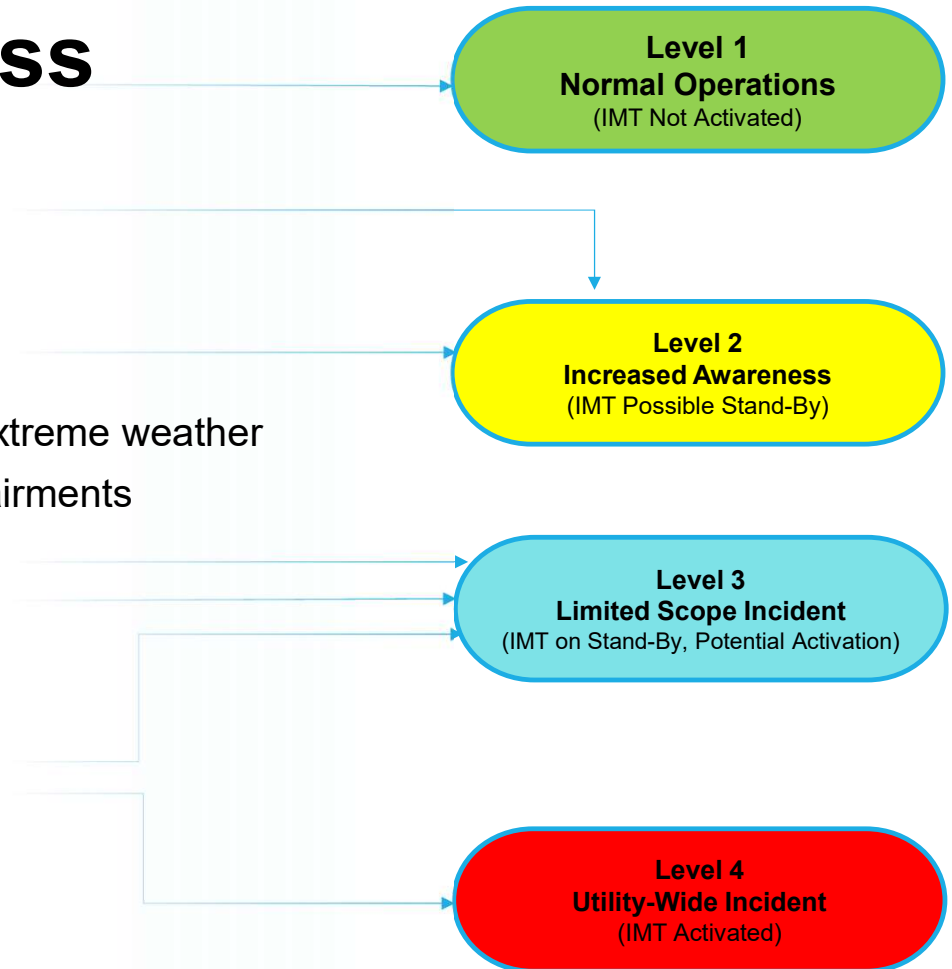 ss
Level 1
Normal Operations
(IMT Not Activated)
Level 2
Increased Awareness
(IMT Possible Stand-By)
xtreme weather
airments
Level 3
Limited Scope Incident
(IMT on Stand-By, Potential Activation)
Level 4
Utility-Wide Incident
(IMT Activated)